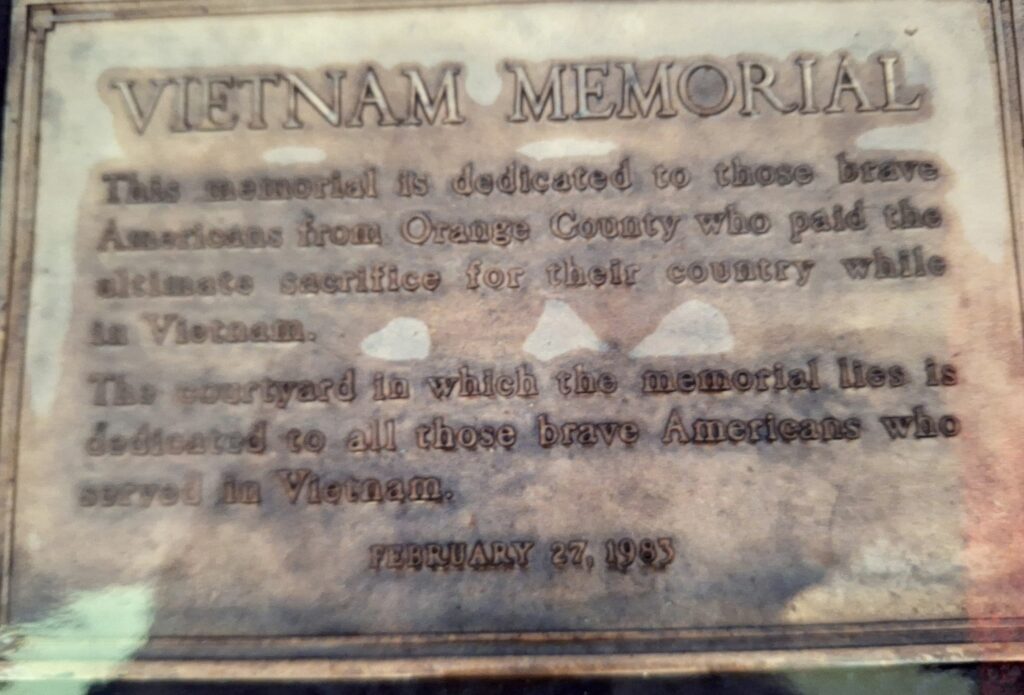 VIETNAM MEMORIAL
This memorial is dedicated to those brave
Americans from Orange County who paid the
ultimate sacrifice for their country while
in Vietnam.
The courtyard in which the memorial lies is
dedicated to all those brave Americans who
served in Vietnam.
FEBRUARY 27, 1983